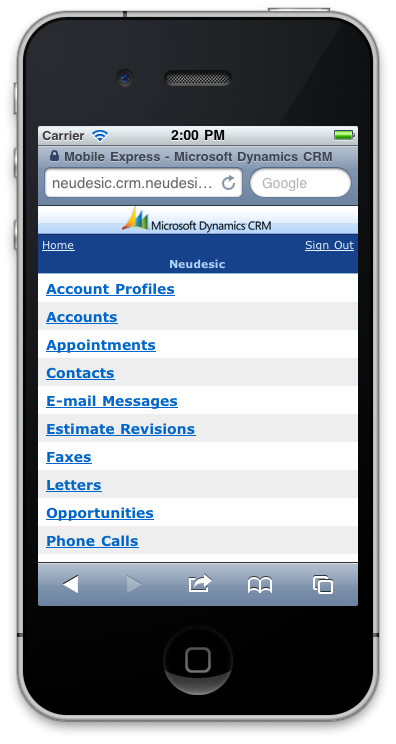 Carrier 2:00 PM
Mobile Express - Microsoft Dynamics CRM
neudesic.crm.neudesi... Google
Microsoft Dynamics CRM
Home Sign Out
Neudesic
Account Profiles
Accounts
Appointments
Contacts
E-mail Messages
Estimate Revisions
Faxes
Letters
Opportunities
Phone Calls